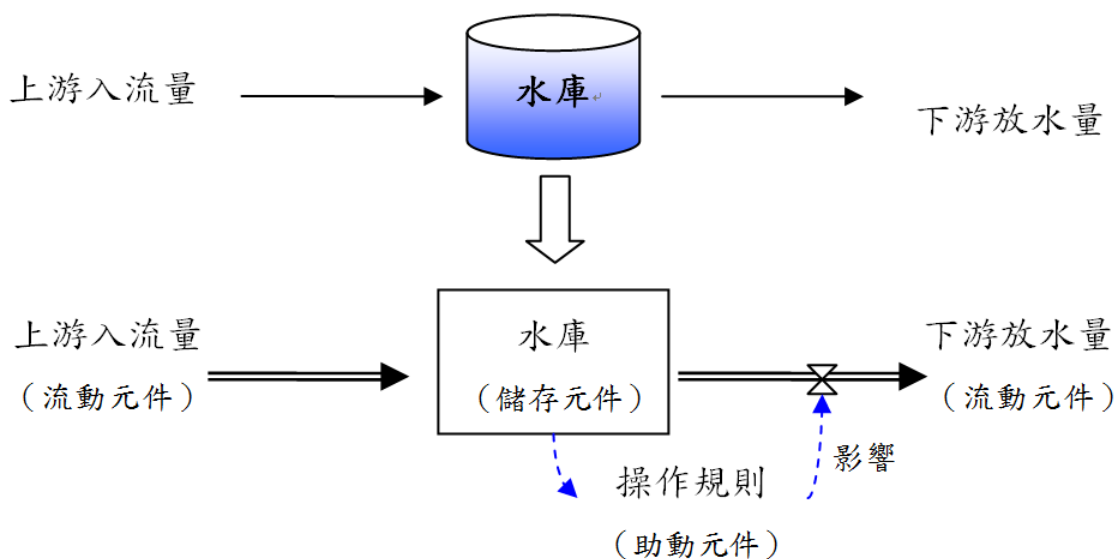 上游入流量
水庫
下游放水量
上游入流量
（流動元件）
水庫
（儲存元件）
下游放水量
（流動元件）
影響
操作規則
（助動元件）